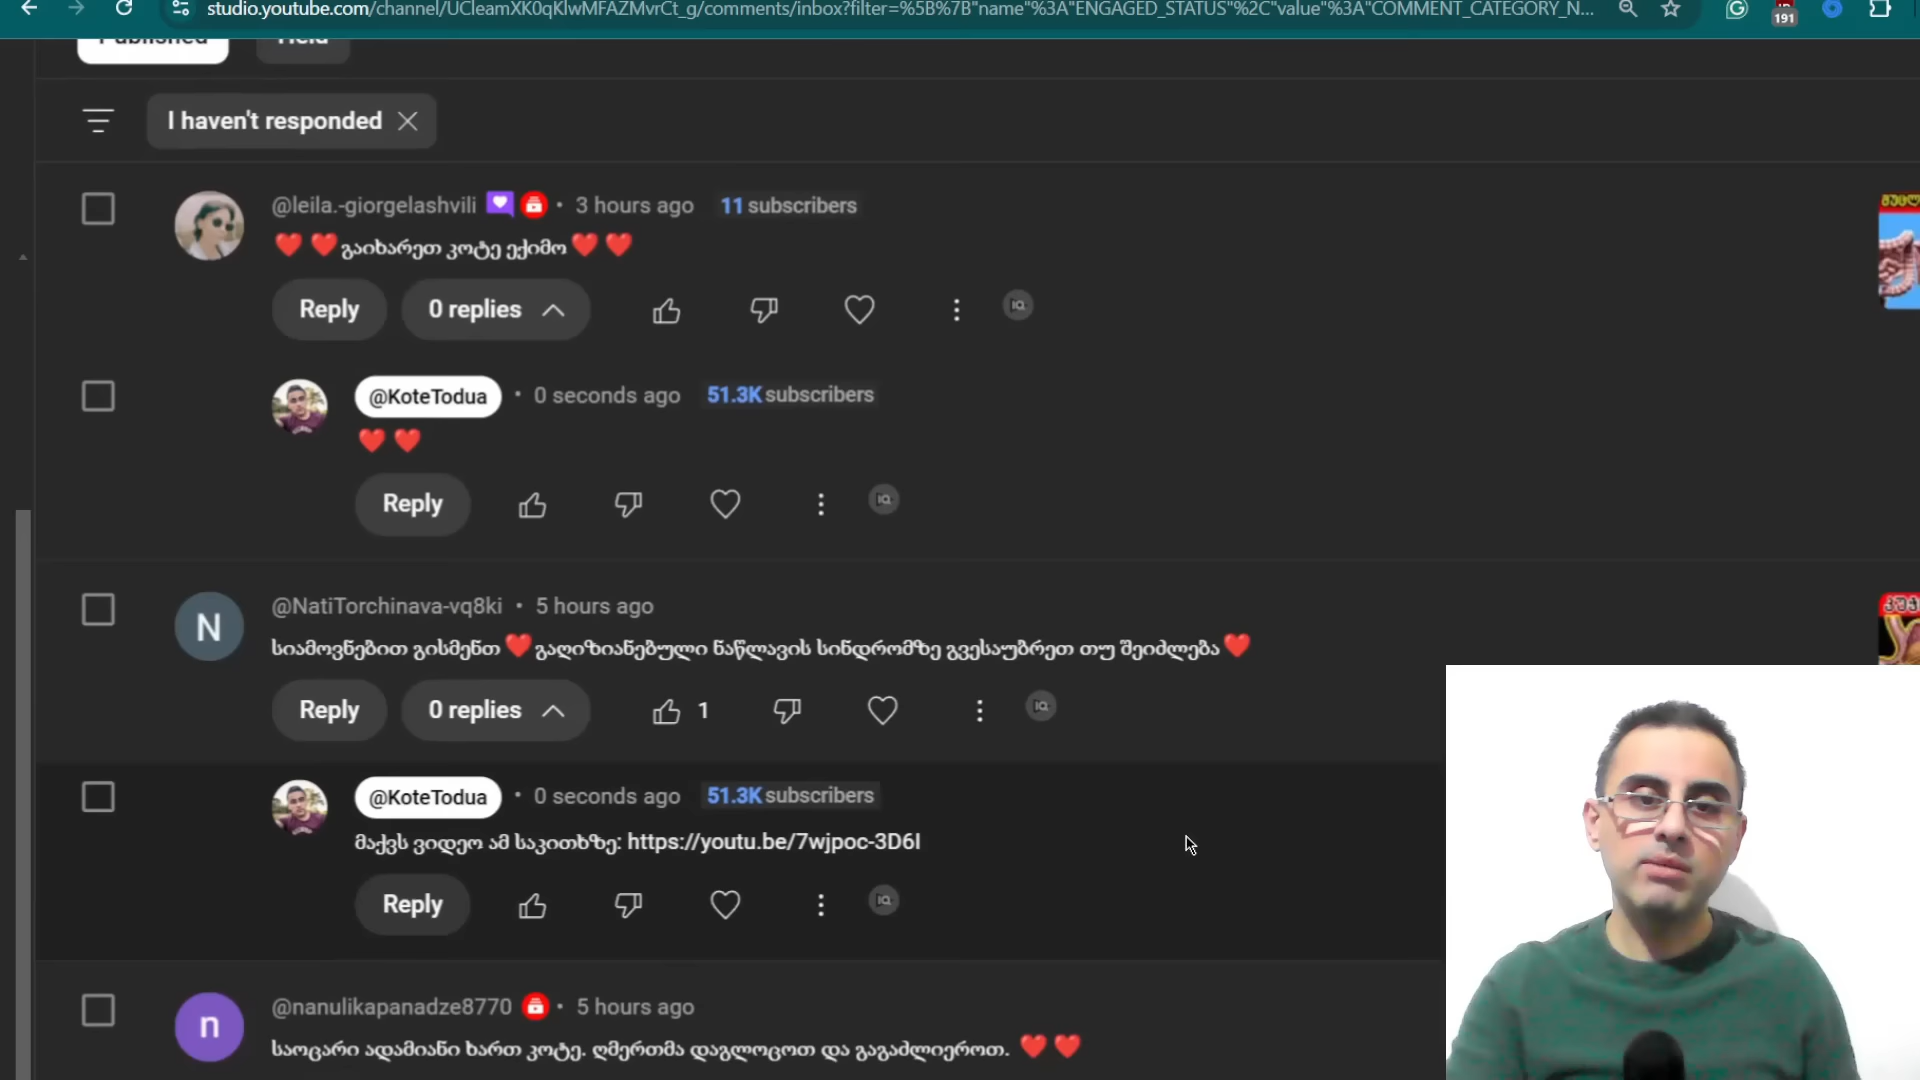 studio.youtube.com/channel/UCleamXK0qKlwMFAZMvrCt_g/comments/inbox?filter=%5B%7B"name"%3A"ENGAGED_STATUS"%2C"value"%3A"COMMENT_CATEGORY_N...
191
Published
Held
I haven't responded
@leila.-giorgelashvili • 3 hours ago 11 subscribers
❤️ ❤️გაიხარეთ კოტე ექიმო❤️ ❤️
Reply 0 replies
@KoteTodua • 0 seconds ago 51.3K subscribers
❤️ ❤️
Reply
N
@NatiTorchinava-vq8ki • 5 hours ago
სიამოვნებით გისმენთ ❤️გაღიზიანებული ნაწლავის სინდრომზე გვესაუბრეთ თუ შეიძლება❤️
Reply 0 replies 1
@KoteTodua • 0 seconds ago 51.3K subscribers
მაქვს ვიდეო ამ საკითხზე: https://youtu.be/7wjpoc-3D6I
Reply
n
@nanulikapanadze8770 • 5 hours ago
საოცარი ადამიანი ხართ კოტე. ღმერთმა დაგლოცოთ და გაგაძლიეროთ. ❤️ ❤️